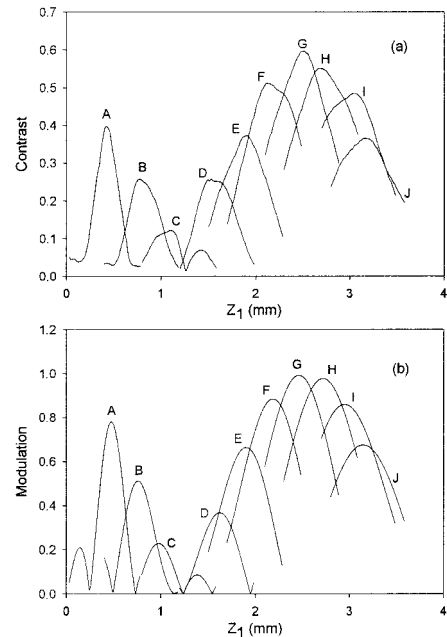 0.7
(a)
G
0.6
H
F
I
0.5
A
0.4
E
Contrast
J
0.3
B
D
0.2
C
0.1
0.0
0 1 2 3 4
Z1 (mm)
1.2
(b)
1.0
G
H
F
I
A
0.8
E
J
Modulation
0.6
B
0.4
D
C
0.2
0.0
0 1 2 3 4
Z1 (mm)